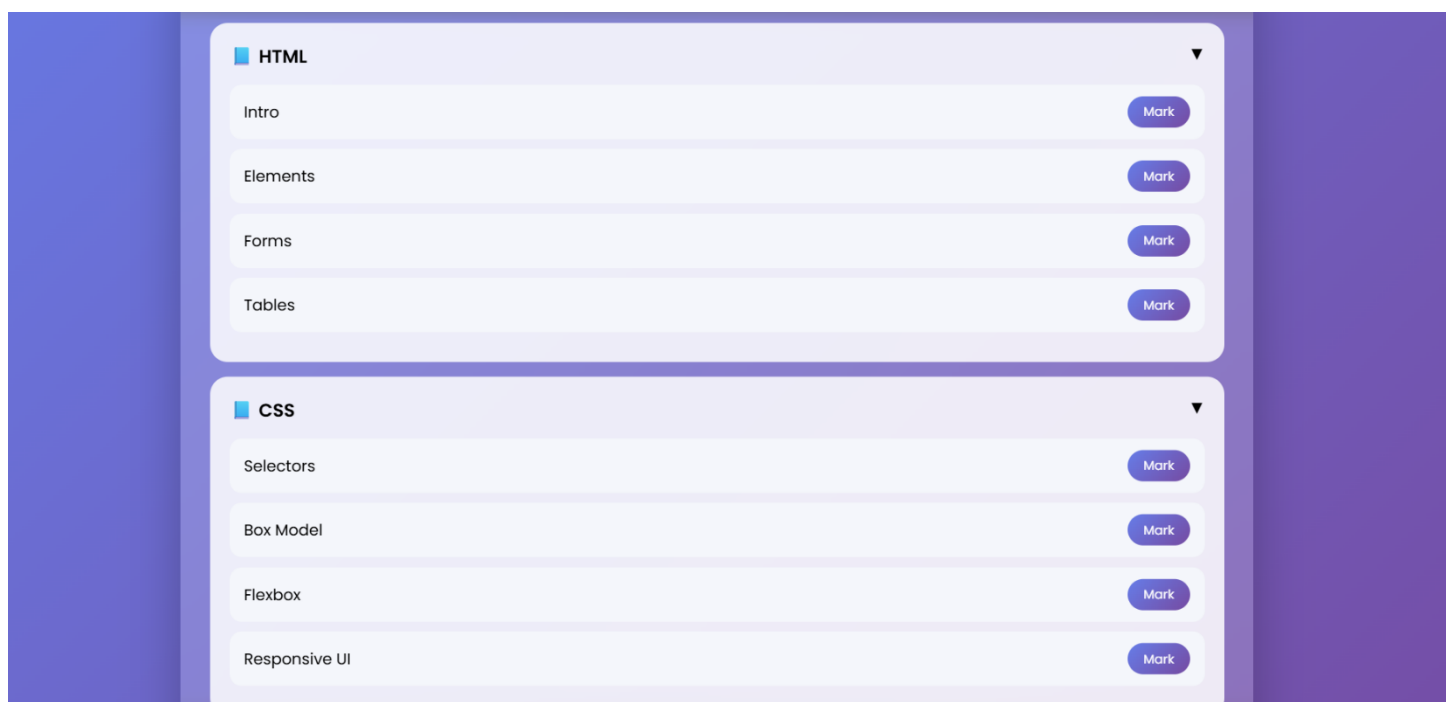 HTML
Intro
Mark
Elements
Mark
Forms
Mark
Tables
Mark
CSS
Selectors
Mark
Box Model
Mark
Flexbox
Mark
Responsive UI
Mark